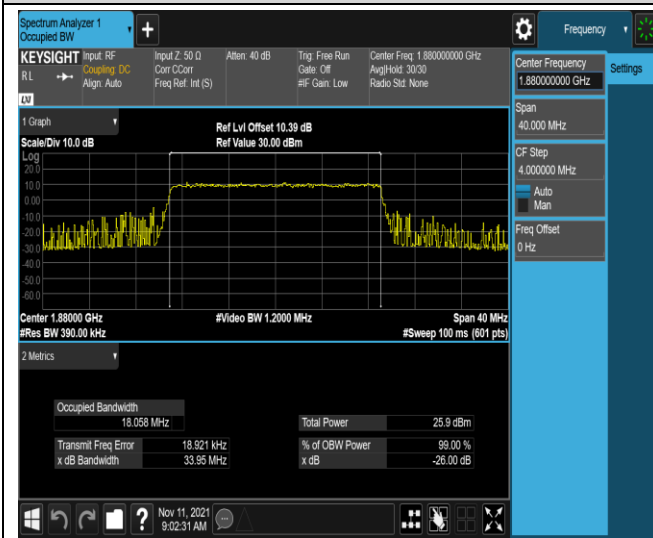 Spectrum Analyzer 1
Occupied BW
+
Frequency
KEYSIGHT
RL
LXI
Input: RF
Coupling: DC
Align: Auto
Input Z: 50 Ω
Corr CCorr
Freq Ref: Int (S)
Atten: 40 dB
Trig: Free Run
Gate: Off
#IF Gain: Low
Center Freq: 1.880000000 GHz
Avg|Hold: 30/30
Radio Std: None
Center Frequency
1.880000000 GHz
Settings
Span
40.000 MHz
CF Step
4.000000 MHz
Auto
Man
Freq Offset
0 Hz
1 Graph
Scale/Div 10.0 dB
Ref Lvl Offset 10.39 dB
Ref Value 30.00 dBm
Log
20.0
10.0
0.00
-10.0
-20.0
-30.0
-40.0
-50.0
-60.0
Center 1.88000 GHz
#Video BW 1.2000 MHz
Span 40 MHz
#Res BW 390.00 kHz
#Sweep 100 ms (601 pts)
2 Metrics
Occupied Bandwidth
18.058 MHz
Total Power 25.9 dBm
Transmit Freq Error 18.921 kHz
% of OBW Power 99.00 %
x dB Bandwidth 33.95 MHz
x dB -26.00 dB
?
Nov 11, 2021
9:02:31 AM